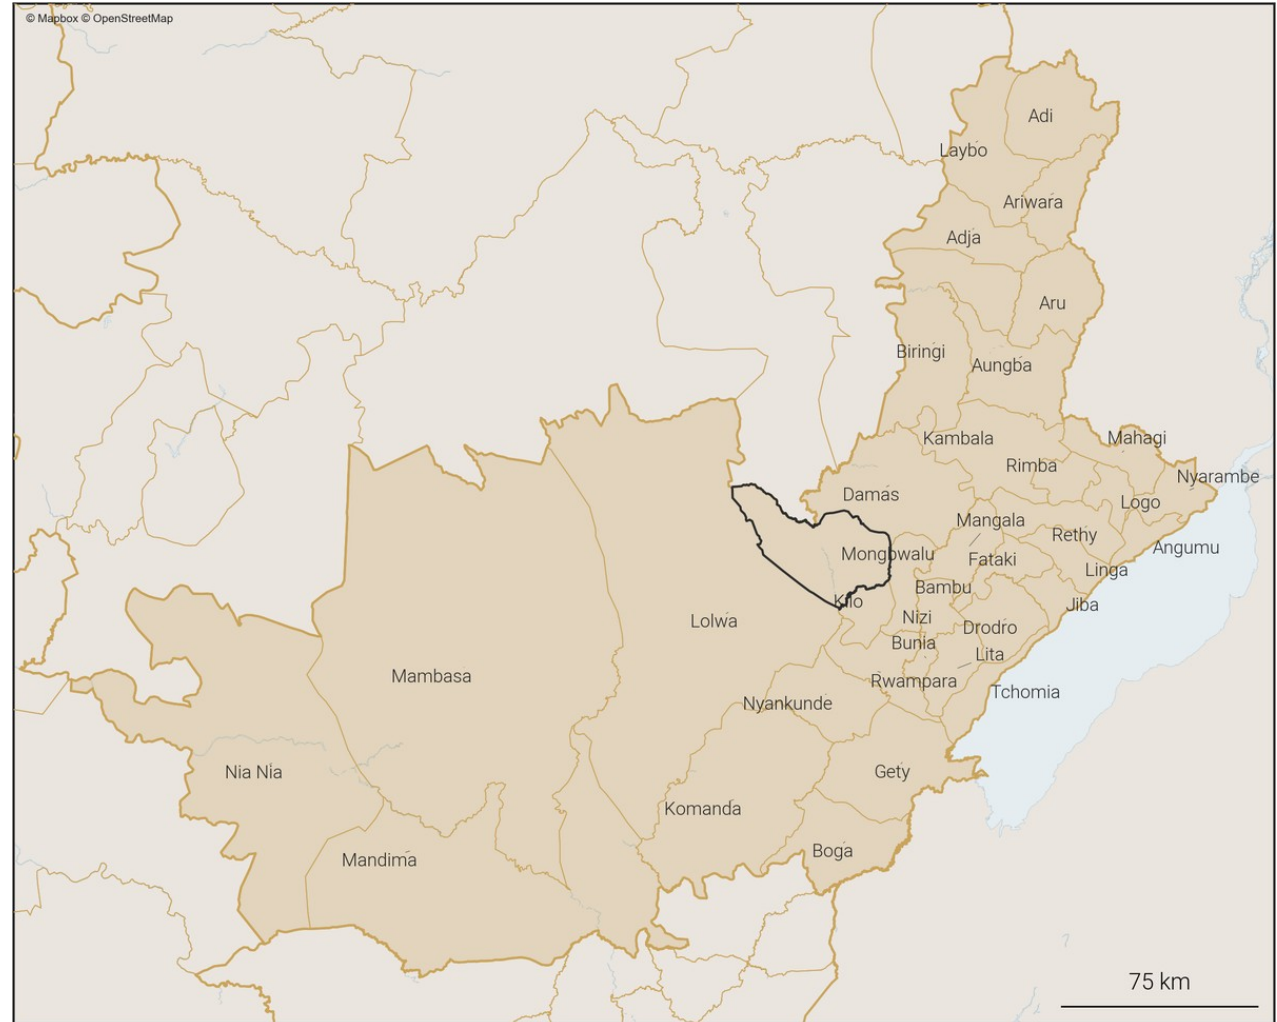 © Mapbox © OpenStreetMap
Adi
Laybo
Ariwara
Adja
Aru
Biringi
Aungba
Kambala
Mahagi
Rimba
Nyarambe
Damas
Logo
Mangala
Rethy
Angumu
Mongbwalu
Fataki
Linga
Bambu
Kilo
Jiba
Nizi
Lolwa
Drodro
Bunia
Lita
Mambasa
Rwampara
Tchomia
Nyankunde
Nia Nia
Gety
Komanda
Boga
Mandima
75 km